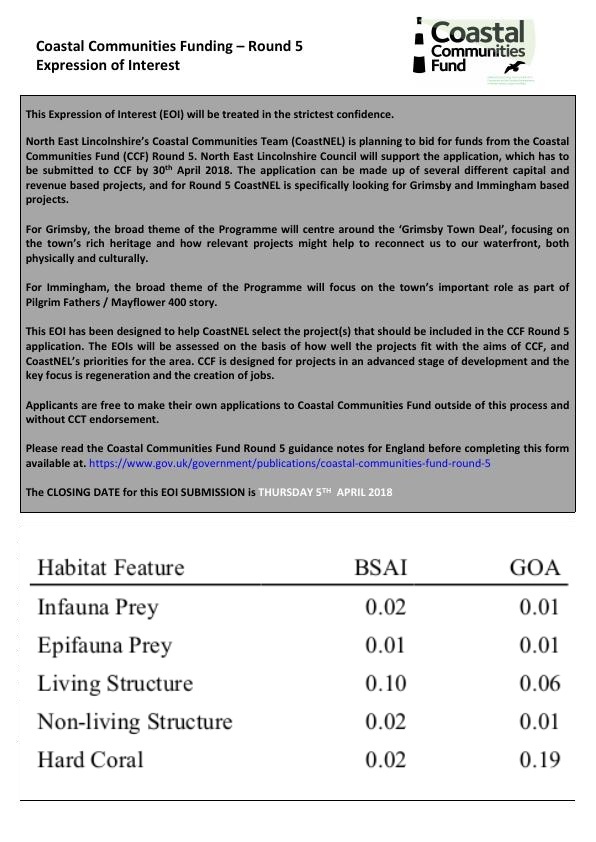 Coastal Communities Funding – Round 5
Expression of Interest
Coastal
Communities
Fund
This Expression of Interest (EOI) will be treated in the strictest confidence.
North East Lincolnshire's Coastal Communities Team (CoastNEL) is planning to bid for funds from the Coastal
Communities Fund (CCF) Round 5. North East Lincolnshire Council will support the application, which has to
be submitted to CCF by 30th April 2018. The application can be made up of several different capital and
revenue based projects, and for Round 5 CoastNEL is specifically looking for Grimsby and Immingham based
projects.
For Grimsby, the broad theme of the Programme will centre around the 'Grimsby Town Deal', focusing on
the town's rich heritage and how relevant projects might help to reconnect us to our waterfront, both
physically and culturally.
For Immingham, the broad theme of the Programme will focus on the town's important role as part of
Pilgrim Fathers / Mayflower 400 story.
This EOI has been designed to help CoastNEL select the project(s) that should be included in the CCF Round 5
application. The EOIs will be assessed on the basis of how well the projects fit with the aims of CCF, and
CoastNEL's priorities for the area. CCF is designed for projects in an advanced stage of development and the
key focus is regeneration and the creation of jobs.
Applicants are free to make their own applications to Coastal Communities Fund outside of this process and
without CCT endorsement.
Please read the Coastal Communities Fund Round 5 guidance notes for England before completing this form
available at. https://www.gov.uk/government/publications/coastal-communities-fund-round-5
The CLOSING DATE for this EOI SUBMISSION is THURSDAY 5TH APRIL 2018
Habitat Feature BSAI GOA
Infauna Prey 0.02 0.01
Epifauna Prey 0.01 0.01
Living Structure 0.10 0.06
Non-living Structure 0.02 0.01
Hard Coral 0.02 0.19